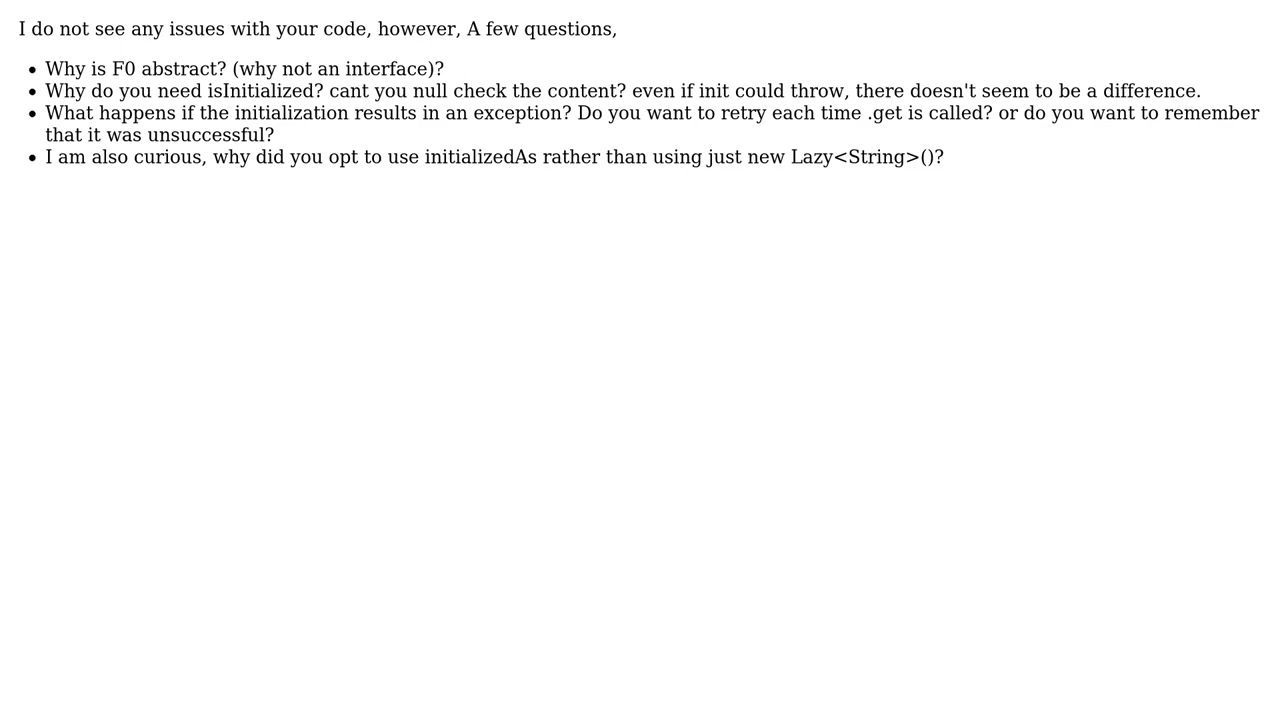 I do not see any issues with your code, however, A few questions,
• Why is F0 abstract? (why not an interface)?
• Why do you need isInitialized? cant you null check the content? even if init could throw, there doesn't seem to be a difference.
• What happens if the initialization results in an exception? Do you want to retry each time .get is called? or do you want to remember
that it was unsuccessful?
• I am also curious, why did you opt to use initializedAs rather than using just new Lazy<String>()?